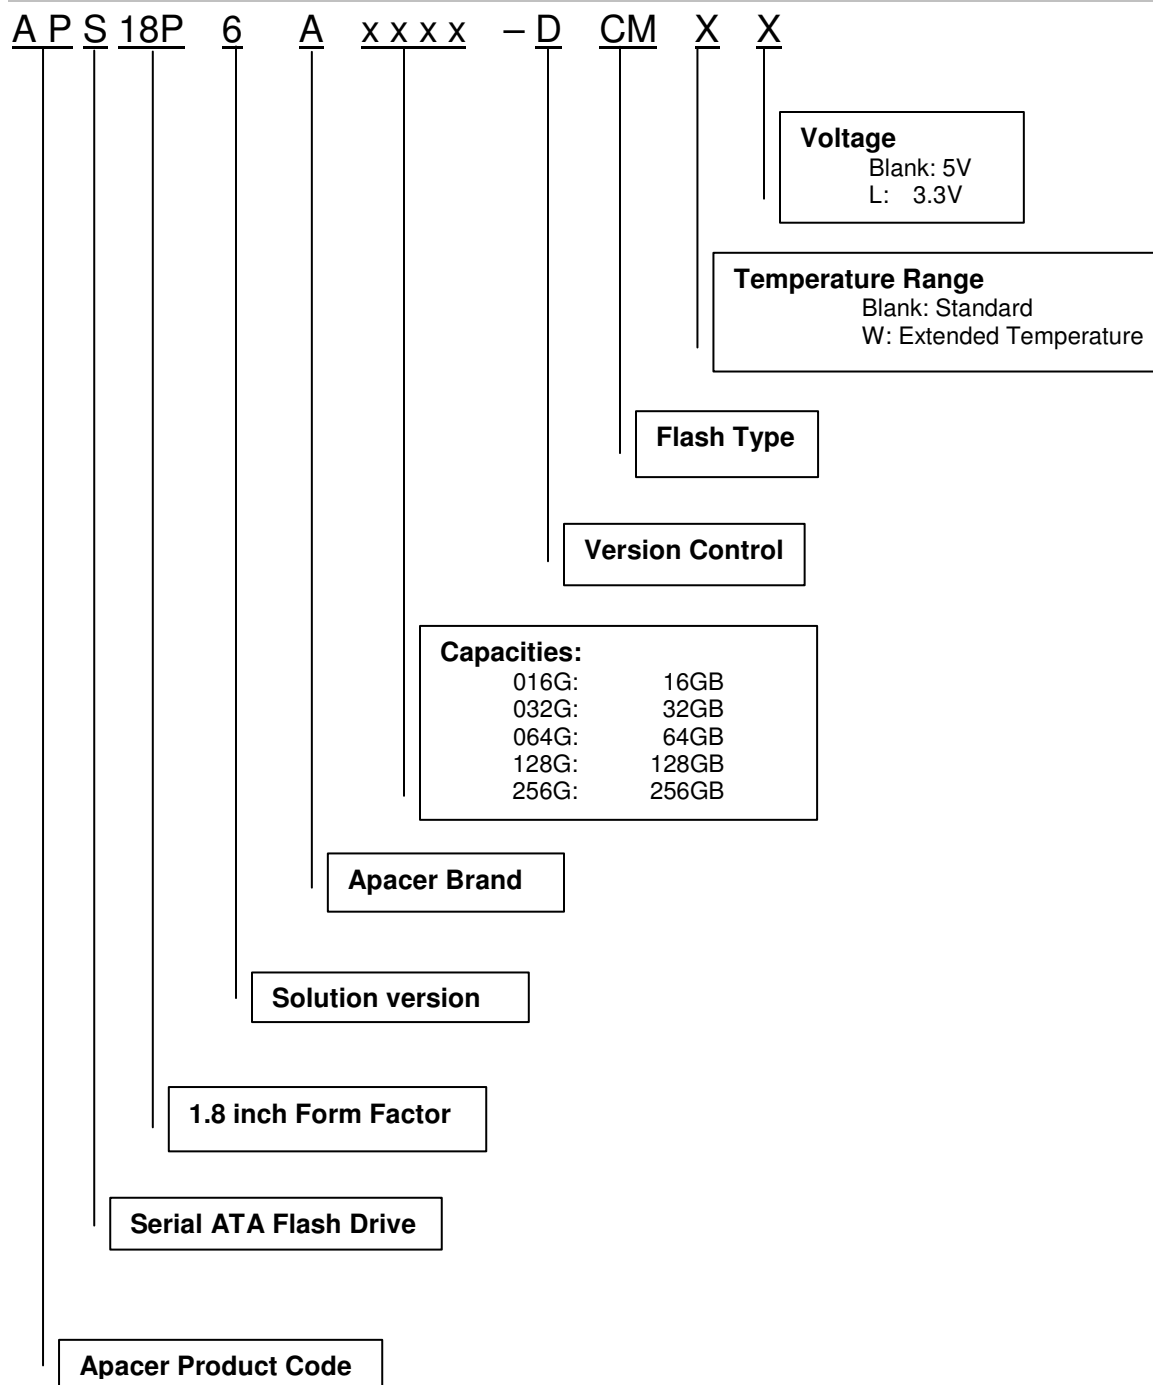 A P S 18P 6 A x x x x – D CM X X
Voltage
Blank: 5V
L: 3.3V
Temperature Range
Blank: Standard
W: Extended Temperature
Flash Type
Version Control
Capacities:
016G: 16GB
032G: 32GB
064G: 64GB
128G: 128GB
256G: 256GB
Apacer Brand
Solution version
1.8 inch Form Factor
Serial ATA Flash Drive
Apacer Product Code